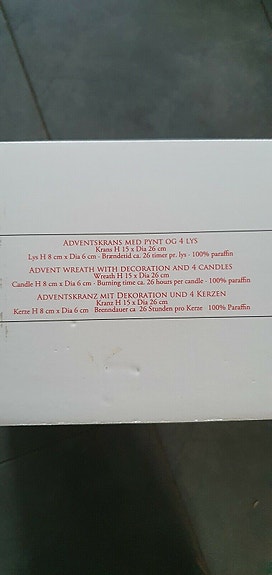 ADVENTSKRANS MED PYNT OG 4 LYS
Krans H 15 x Dia 26 cm
Lys H 8 cm x Dia 6 cm · Brændetid ca. 26 timer pr. lys · 100% paraffin
ADVENT WREATH WITH DECORATION AND 4 CANDLES
Wreath H 15 x Dia 26 cm
Candle H 8 cm x Dia 6 cm · Burning time ca. 26 hours per candle · 100% paraffin
ADVENTSKRANZ MIT DEKORATION UND 4 KERZEN
Kranz H 15 x Dia 26 cm
Kerze H 8 cm x Dia 6 cm · Brenndauer ca. 26 Stunden pro Kerze · 100% Paraffin